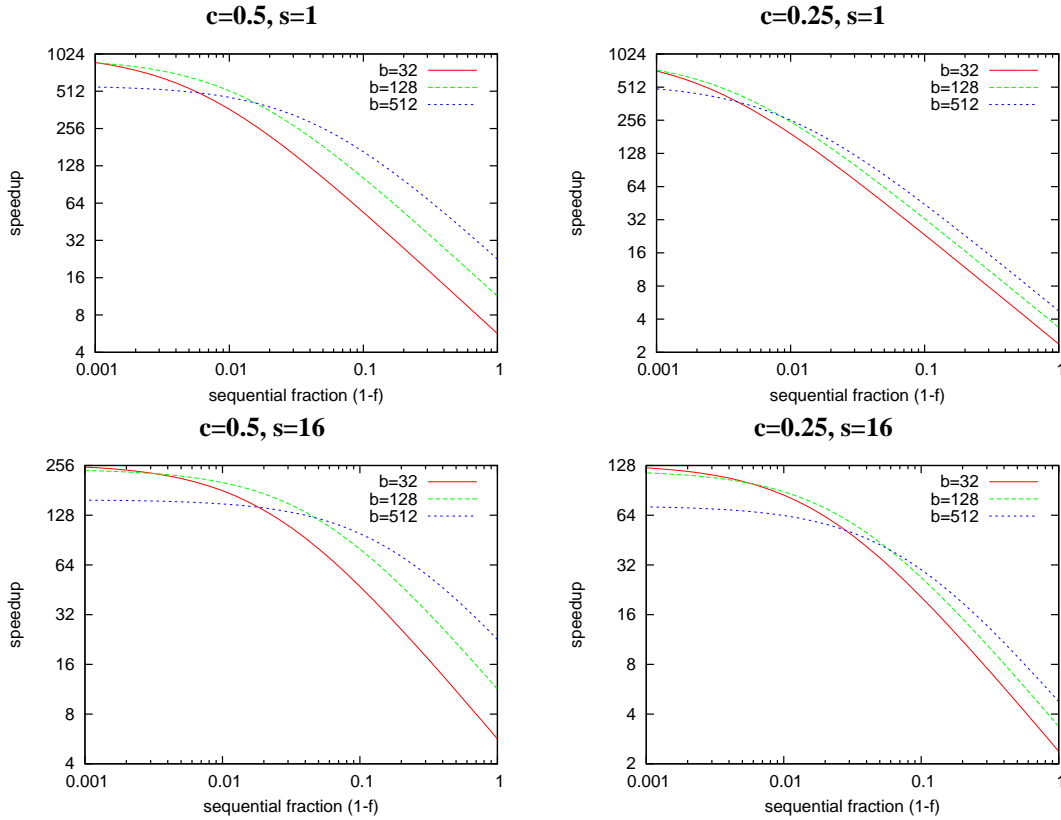 c=0.5, s=1
1024
512
256
128
64
32
16
8
4
speedup
b=32
b=128
b=512
0.001
0.01
0.1
1
sequential fraction (1-f)
c=0.25, s=1
1024
512
256
128
64
32
16
8
4
2
speedup
b=32
b=128
b=512
0.001
0.01
0.1
1
sequential fraction (1-f)
c=0.5, s=16
256
128
64
32
16
8
4
speedup
b=32
b=128
b=512
0.001
0.01
0.1
1
sequential fraction (1-f)
c=0.25, s=16
128
64
32
16
8
4
2
speedup
b=32
b=128
b=512
0.001
0.01
0.1
1
sequential fraction (1-f)